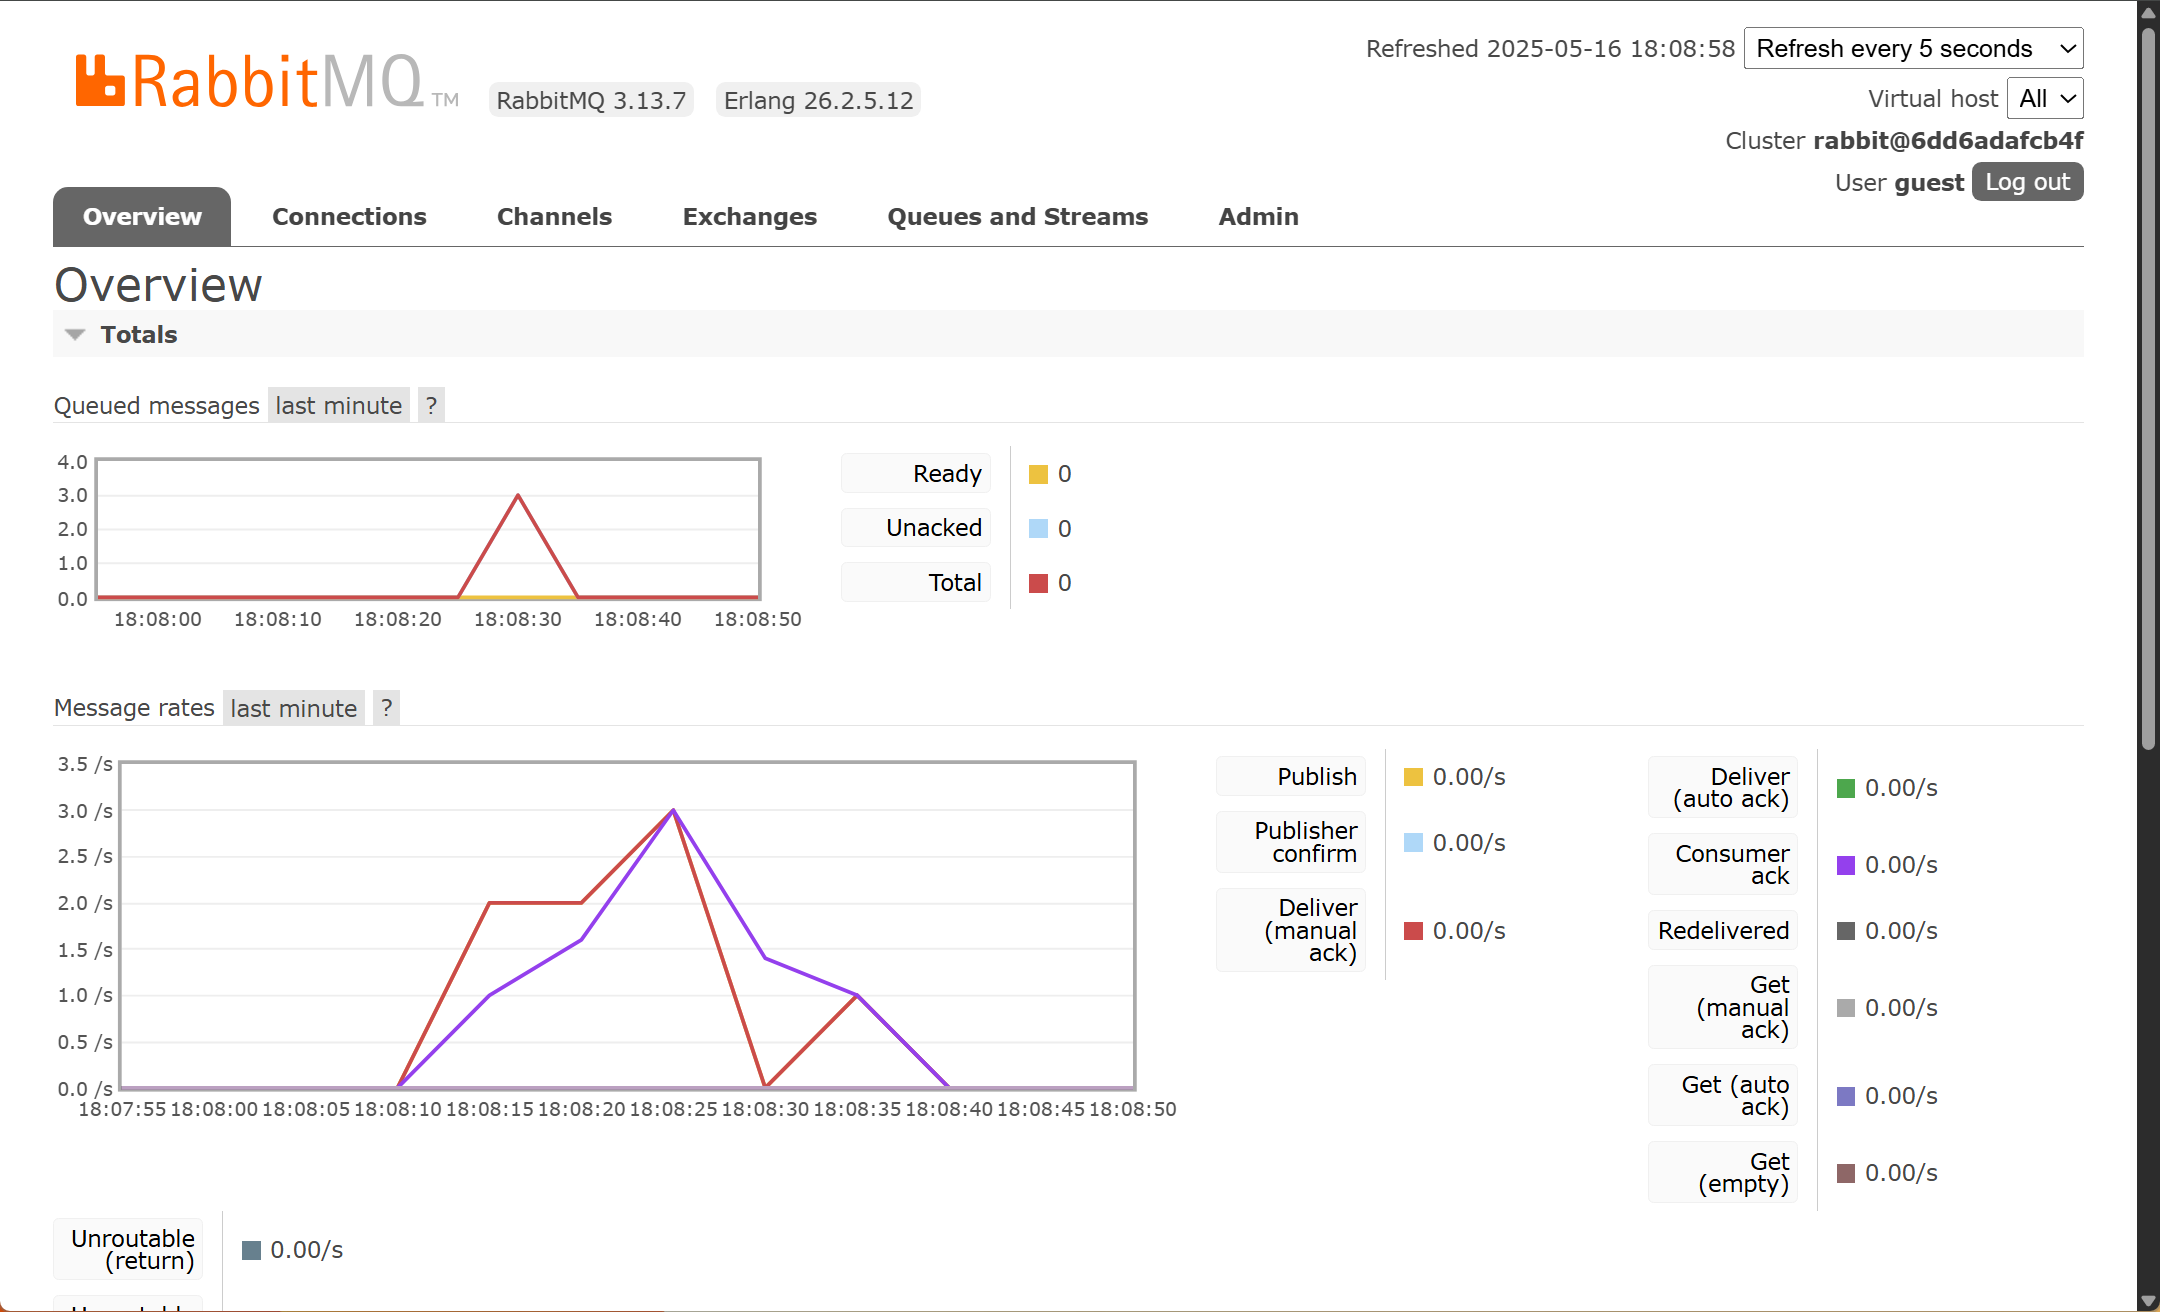 Refreshed 2025-05-16 18:08:58 Refresh every 5 seconds
RabbitMQ TM RabbitMQ 3.13.7 Erlang 26.2.5.12
Virtual host All
Cluster rabbit@6dd6adafcb4f
User guest Log out
Overview Connections Channels Exchanges Queues and Streams Admin
Overview
Totals
Queued messages last minute ?
4.0
3.0
2.0
1.0
0.0
18:08:00 18:08:10 18:08:20 18:08:30 18:08:40 18:08:50
Ready 0
Unacked 0
Total 0
Message rates last minute ?
3.5 /s
3.0 /s
2.5 /s
2.0 /s
1.5 /s
1.0 /s
0.5 /s
0.0 /s
18:07:55 18:08:00 18:08:05 18:08:10 18:08:15 18:08:20 18:08:25 18:08:30 18:08:35 18:08:40 18:08:45 18:08:50
Publish 0.00/s
Publisher
confirm 0.00/s
Deliver
(manual 0.00/s
ack)
Deliver
(auto ack) 0.00/s
Consumer
ack 0.00/s
Redelivered 0.00/s
Get
(manual 0.00/s
ack)
Get (auto
ack) 0.00/s
Get
(empty) 0.00/s
Unroutable
(return) 0.00/s